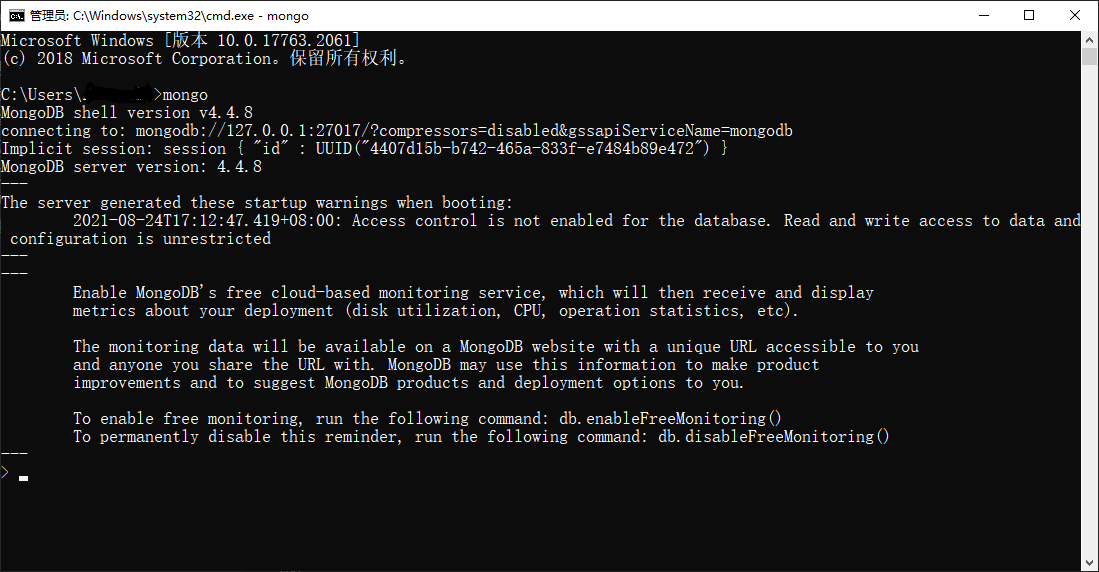 管理员: C:\Windows\system32\cmd.exe - mongo
Microsoft Windows [版本 10.0.17763.2061]
(c) 2018 Microsoft Corporation。保留所有权利。
C:\Users\ >mongo
MongoDB shell version v4.4.8
connecting to: mongodb://127.0.0.1:27017/?compressors=disabled&gssapiServiceName=mongodb
Implicit session: session { "id" : UUID("4407d15b-b742-465a-833f-e7484b89e472") }
MongoDB server version: 4.4.8
---
The server generated these startup warnings when booting:
2021-08-24T17:12:47.419+08:00: Access control is not enabled for the database. Read and write access to data and
configuration is unrestricted
---
---
Enable MongoDB's free cloud-based monitoring service, which will then receive and display
metrics about your deployment (disk utilization, CPU, operation statistics, etc).
The monitoring data will be available on a MongoDB website with a unique URL accessible to you
and anyone you share the URL with. MongoDB may use this information to make product
improvements and to suggest MongoDB products and deployment options to you.
To enable free monitoring, run the following command: db.enableFreeMonitoring()
To permanently disable this reminder, run the following command: db.disableFreeMonitoring()
---
>